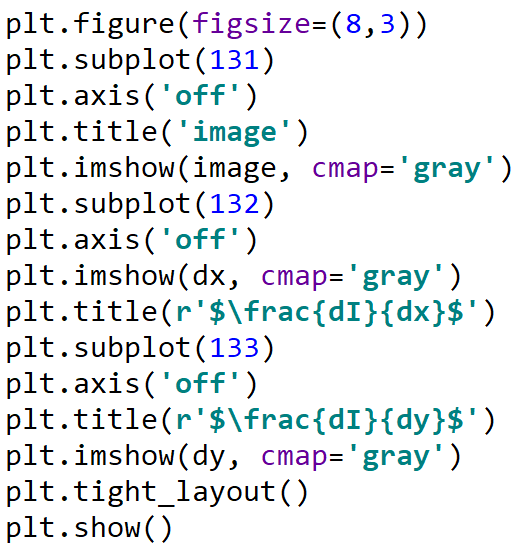 plt.figure(figsize=(8,3))
plt.subplot(131)
plt.axis('off')
plt.title('image')
plt.imshow(image, cmap='gray')
plt.subplot(132)
plt.axis('off')
plt.imshow(dx, cmap='gray')
plt.title(r'$\frac{dI}{dx}$')
plt.subplot(133)
plt.axis('off')
plt.title(r'$\frac{dI}{dy}$')
plt.imshow(dy, cmap='gray')
plt.tight_layout()
plt.show()